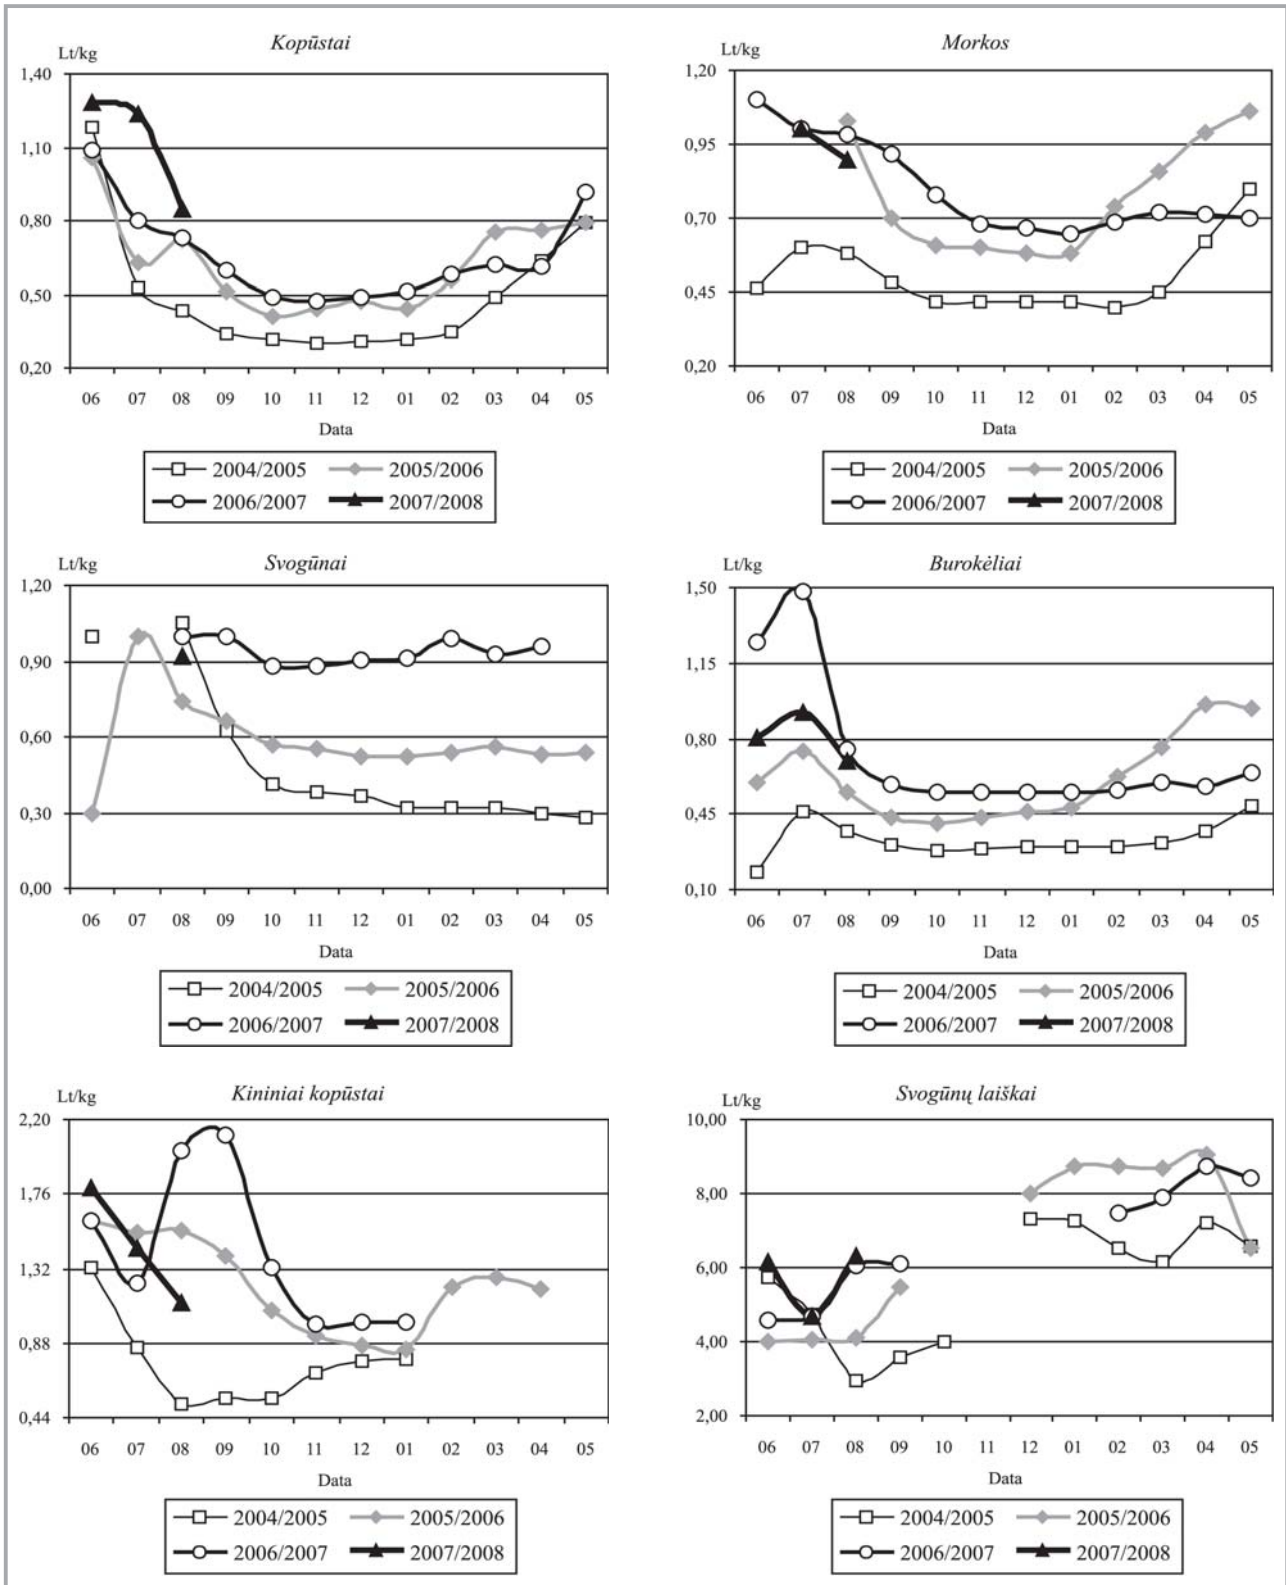 Kopūstai
Lt/kg
1,40
1,10
0,80
0,50
0,20
06 07 08 09 10 11 12 01 02 03 04 05
Data
2004/2005 2005/2006
2006/2007 2007/2008
Morkos
Lt/kg
1,20
0,95
0,70
0,45
0,20
06 07 08 09 10 11 12 01 02 03 04 05
Data
2004/2005 2005/2006
2006/2007 2007/2008
Svogūnai
Lt/kg
1,20
0,90
0,60
0,30
0,00
06 07 08 09 10 11 12 01 02 03 04 05
Data
2004/2005 2005/2006
2006/2007 2007/2008
Burokėliai
Lt/kg
1,50
1,15
0,80
0,45
0,10
06 07 08 09 10 11 12 01 02 03 04 05
Data
2004/2005 2005/2006
2006/2007 2007/2008
Kininiai kopūstai
Lt/kg
2,20
1,76
1,32
0,88
0,44
06 07 08 09 10 11 12 01 02 03 04 05
Data
2004/2005 2005/2006
2006/2007 2007/2008
Svogūnų laiškai
Lt/kg
10,00
8,00
6,00
4,00
2,00
06 07 08 09 10 11 12 01 02 03 04 05
Data
2004/2005 2005/2006
2006/2007 2007/2008